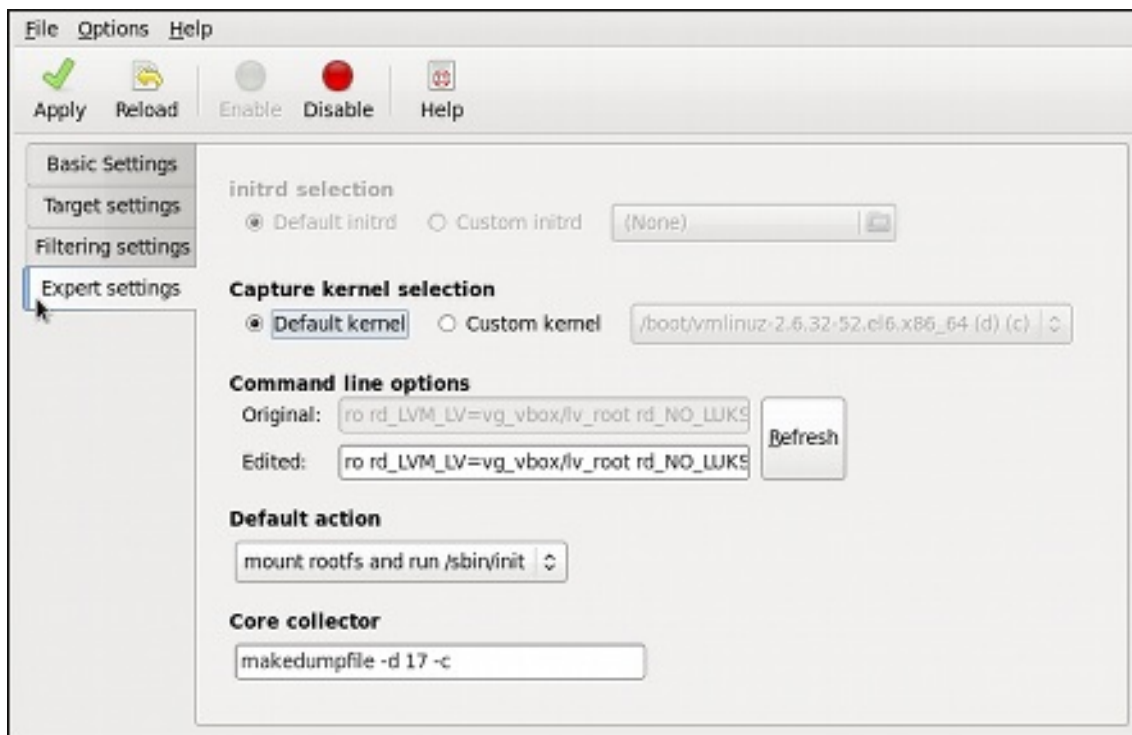 File Options Help
Apply Reload Enable Disable Help
Basic Settings
Target settings
Filtering settings
Expert settings
initrd selection
Default initrd Custom initrd (None)
Capture kernel selection
Default kernel Custom kernel /boot/vmlinuz-2.6.32-52.el6.x86_64 (d) (c)
Command line options
Original: ro rd_LVM_LV=vg_vbox/lv_root rd_NO_LUKS
Edited: ro rd_LVM_LV=vg_vbox/lv_root rd_NO_LUKS
Refresh
Default action
mount rootfs and run /sbin/init
Core collector
makedumpfile -d 17 -c